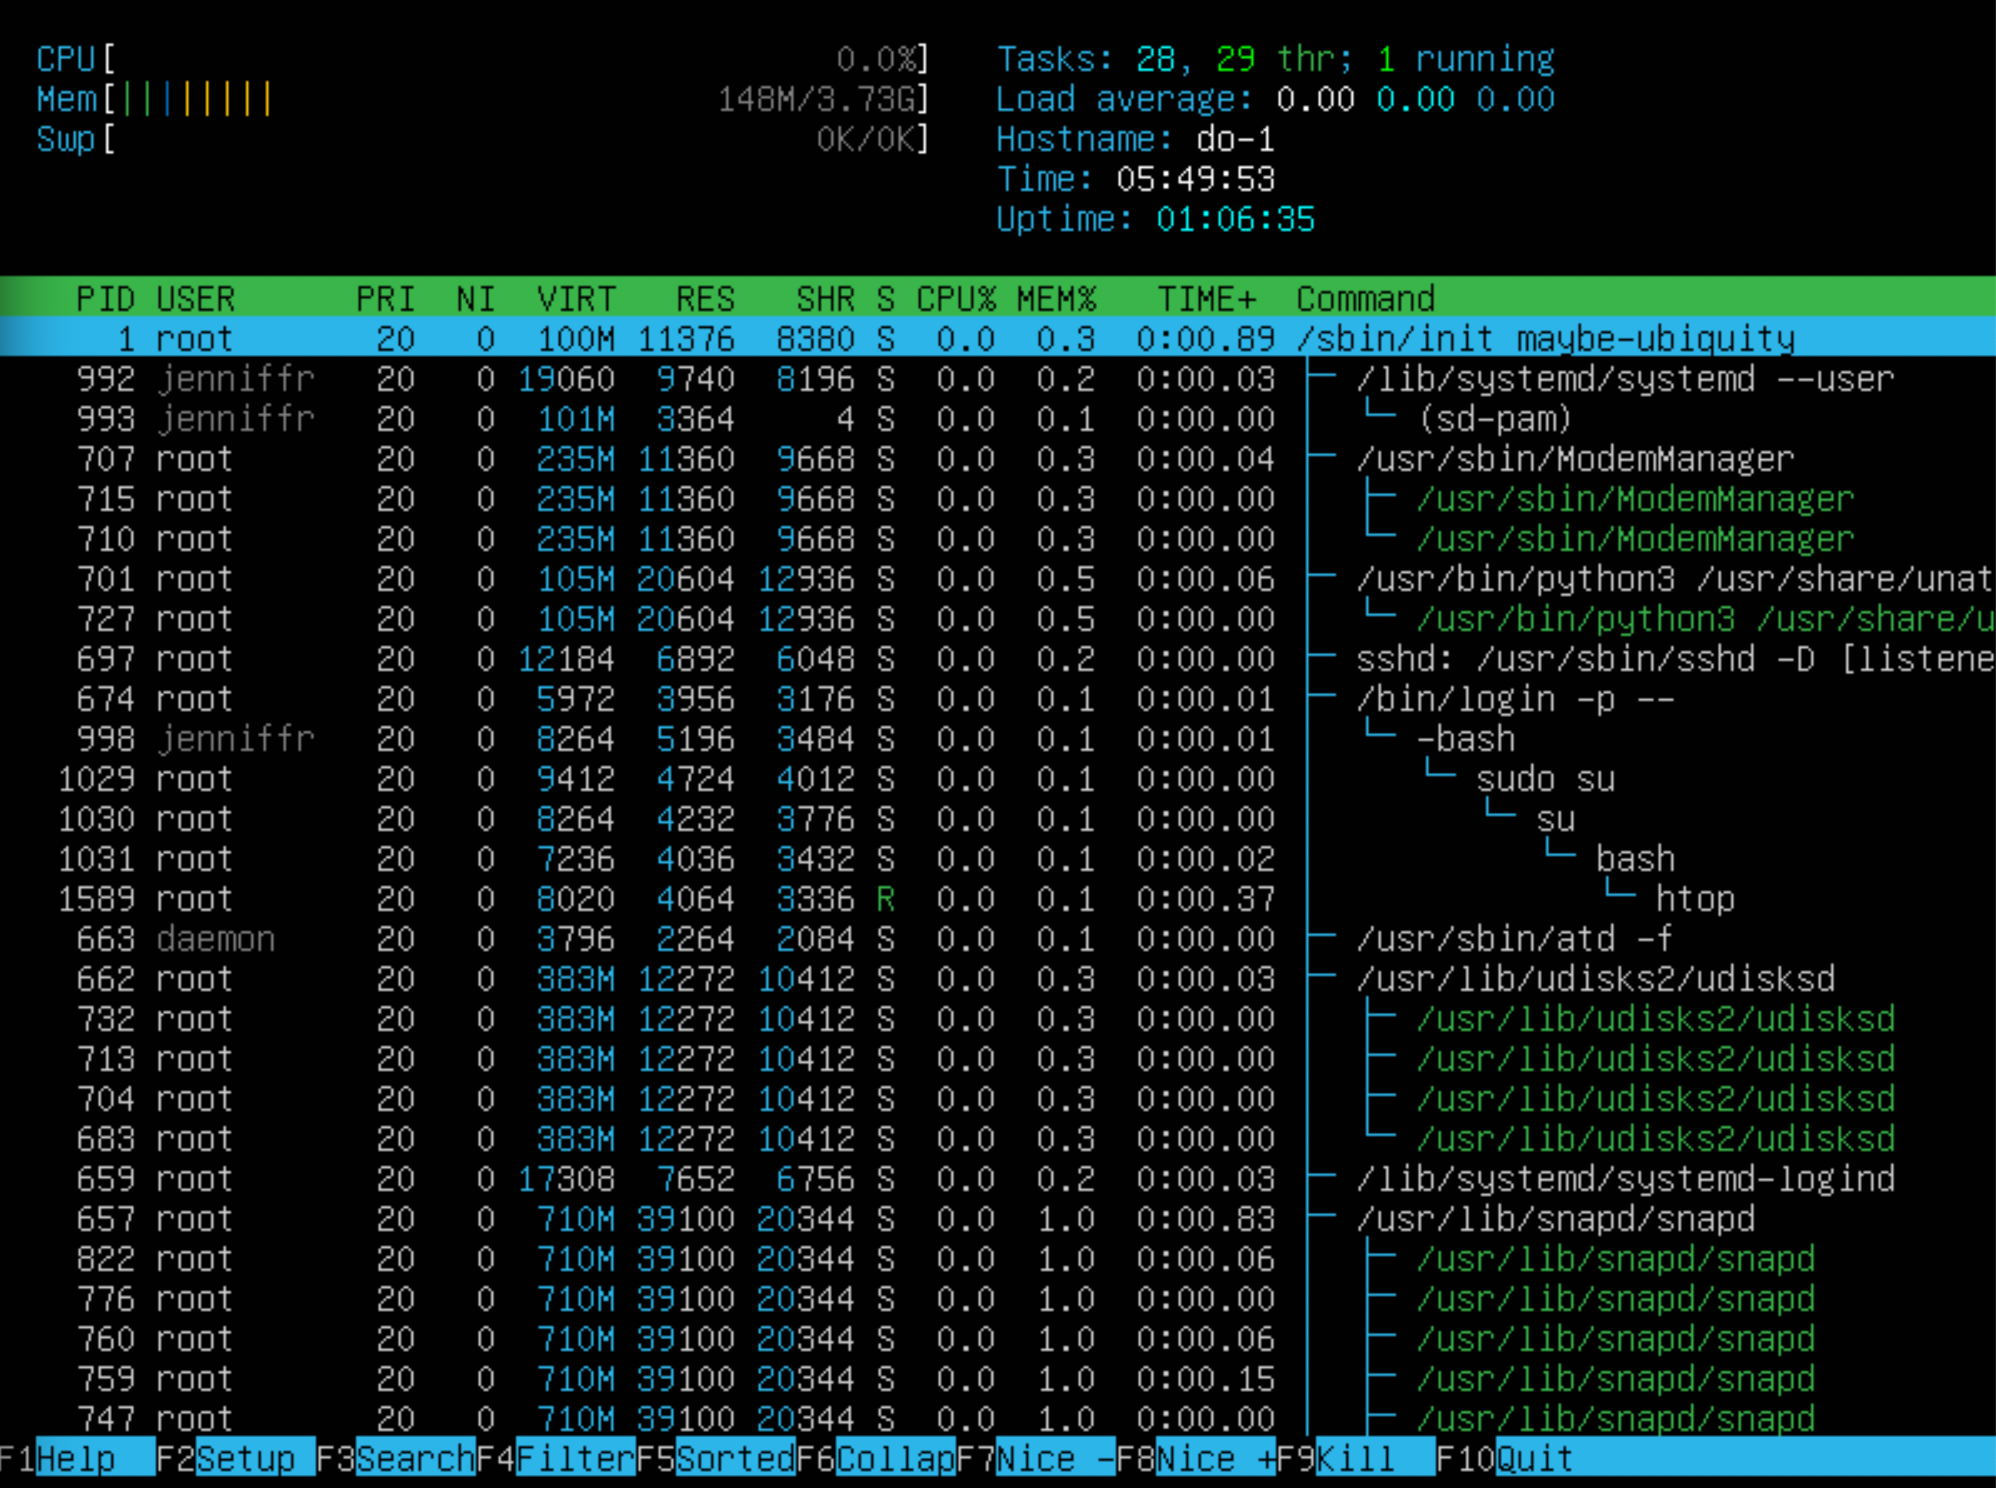 CPU[ 0.0%]
Mem[|||||||| 148M/3.73G]
Swp[ 0K/0K]
Tasks: 28, 29 thr; 1 running
Load average: 0.00 0.00 0.00
Hostname: do-1
Time: 05:49:53
Uptime: 01:06:35
PID USER PRI NI VIRT RES SHR S CPU% MEM% TIME+ Command
1 root 20 0 100M 11376 8380 S 0.0 0.3 0:00.89 /sbin/init maybe-ubiquity
992 jenniffr 20 0 19060 9740 8196 S 0.0 0.2 0:00.03 ├─ /lib/systemd/systemd --user
993 jenniffr 20 0 101M 3364 4 S 0.0 0.1 0:00.00 │ └─ (sd-pam)
707 root 20 0 235M 11360 9668 S 0.0 0.3 0:00.04 ├─ /usr/sbin/ModemManager
715 root 20 0 235M 11360 9668 S 0.0 0.3 0:00.00 │ ├─ /usr/sbin/ModemManager
710 root 20 0 235M 11360 9668 S 0.0 0.3 0:00.00 │ └─ /usr/sbin/ModemManager
701 root 20 0 105M 20604 12936 S 0.0 0.5 0:00.06 ├─ /usr/bin/python3 /usr/share/unat
727 root 20 0 105M 20604 12936 S 0.0 0.5 0:00.00 │ └─ /usr/bin/python3 /usr/share/u
697 root 20 0 12184 6892 6048 S 0.0 0.2 0:00.00 ├─ sshd: /usr/sbin/sshd -D [listene
674 root 20 0 5972 3956 3176 S 0.0 0.1 0:00.01 ├─ /bin/login -p --
998 jenniffr 20 0 8264 5196 3484 S 0.0 0.1 0:00.01 │ └─ -bash
1029 root 20 0 9412 4724 4012 S 0.0 0.1 0:00.00 │ └─ sudo su
1030 root 20 0 8264 4232 3776 S 0.0 0.1 0:00.00 │ └─ su
1031 root 20 0 7236 4036 3432 S 0.0 0.1 0:00.02 │ └─ bash
1589 root 20 0 8020 4064 3336 R 0.0 0.1 0:00.37 │ └─ htop
663 daemon 20 0 3796 2264 2084 S 0.0 0.1 0:00.00 ├─ /usr/sbin/atd -f
662 root 20 0 383M 12272 10412 S 0.0 0.3 0:00.03 ├─ /usr/lib/udisks2/udisksd
732 root 20 0 383M 12272 10412 S 0.0 0.3 0:00.00 │ ├─ /usr/lib/udisks2/udisksd
713 root 20 0 383M 12272 10412 S 0.0 0.3 0:00.00 │ ├─ /usr/lib/udisks2/udisksd
704 root 20 0 383M 12272 10412 S 0.0 0.3 0:00.00 │ ├─ /usr/lib/udisks2/udisksd
683 root 20 0 383M 12272 10412 S 0.0 0.3 0:00.00 │ └─ /usr/lib/udisks2/udisksd
659 root 20 0 17308 7652 6756 S 0.0 0.2 0:00.03 ├─ /lib/systemd/systemd-logind
657 root 20 0 710M 39100 20344 S 0.0 1.0 0:00.83 ├─ /usr/lib/snapd/snapd
822 root 20 0 710M 39100 20344 S 0.0 1.0 0:00.06 │ ├─ /usr/lib/snapd/snapd
776 root 20 0 710M 39100 20344 S 0.0 1.0 0:00.00 │ ├─ /usr/lib/snapd/snapd
760 root 20 0 710M 39100 20344 S 0.0 1.0 0:00.06 │ ├─ /usr/lib/snapd/snapd
759 root 20 0 710M 39100 20344 S 0.0 1.0 0:00.15 │ ├─ /usr/lib/snapd/snapd
747 root 20 0 710M 39100 20344 S 0.0 1.0 0:00.00 │ ├─ /usr/lib/snapd/snapd
F1Help F2Setup F3SearchF4FilterF5SortedF6CollapF7Nice -F8Nice +F9Kill F10Quit